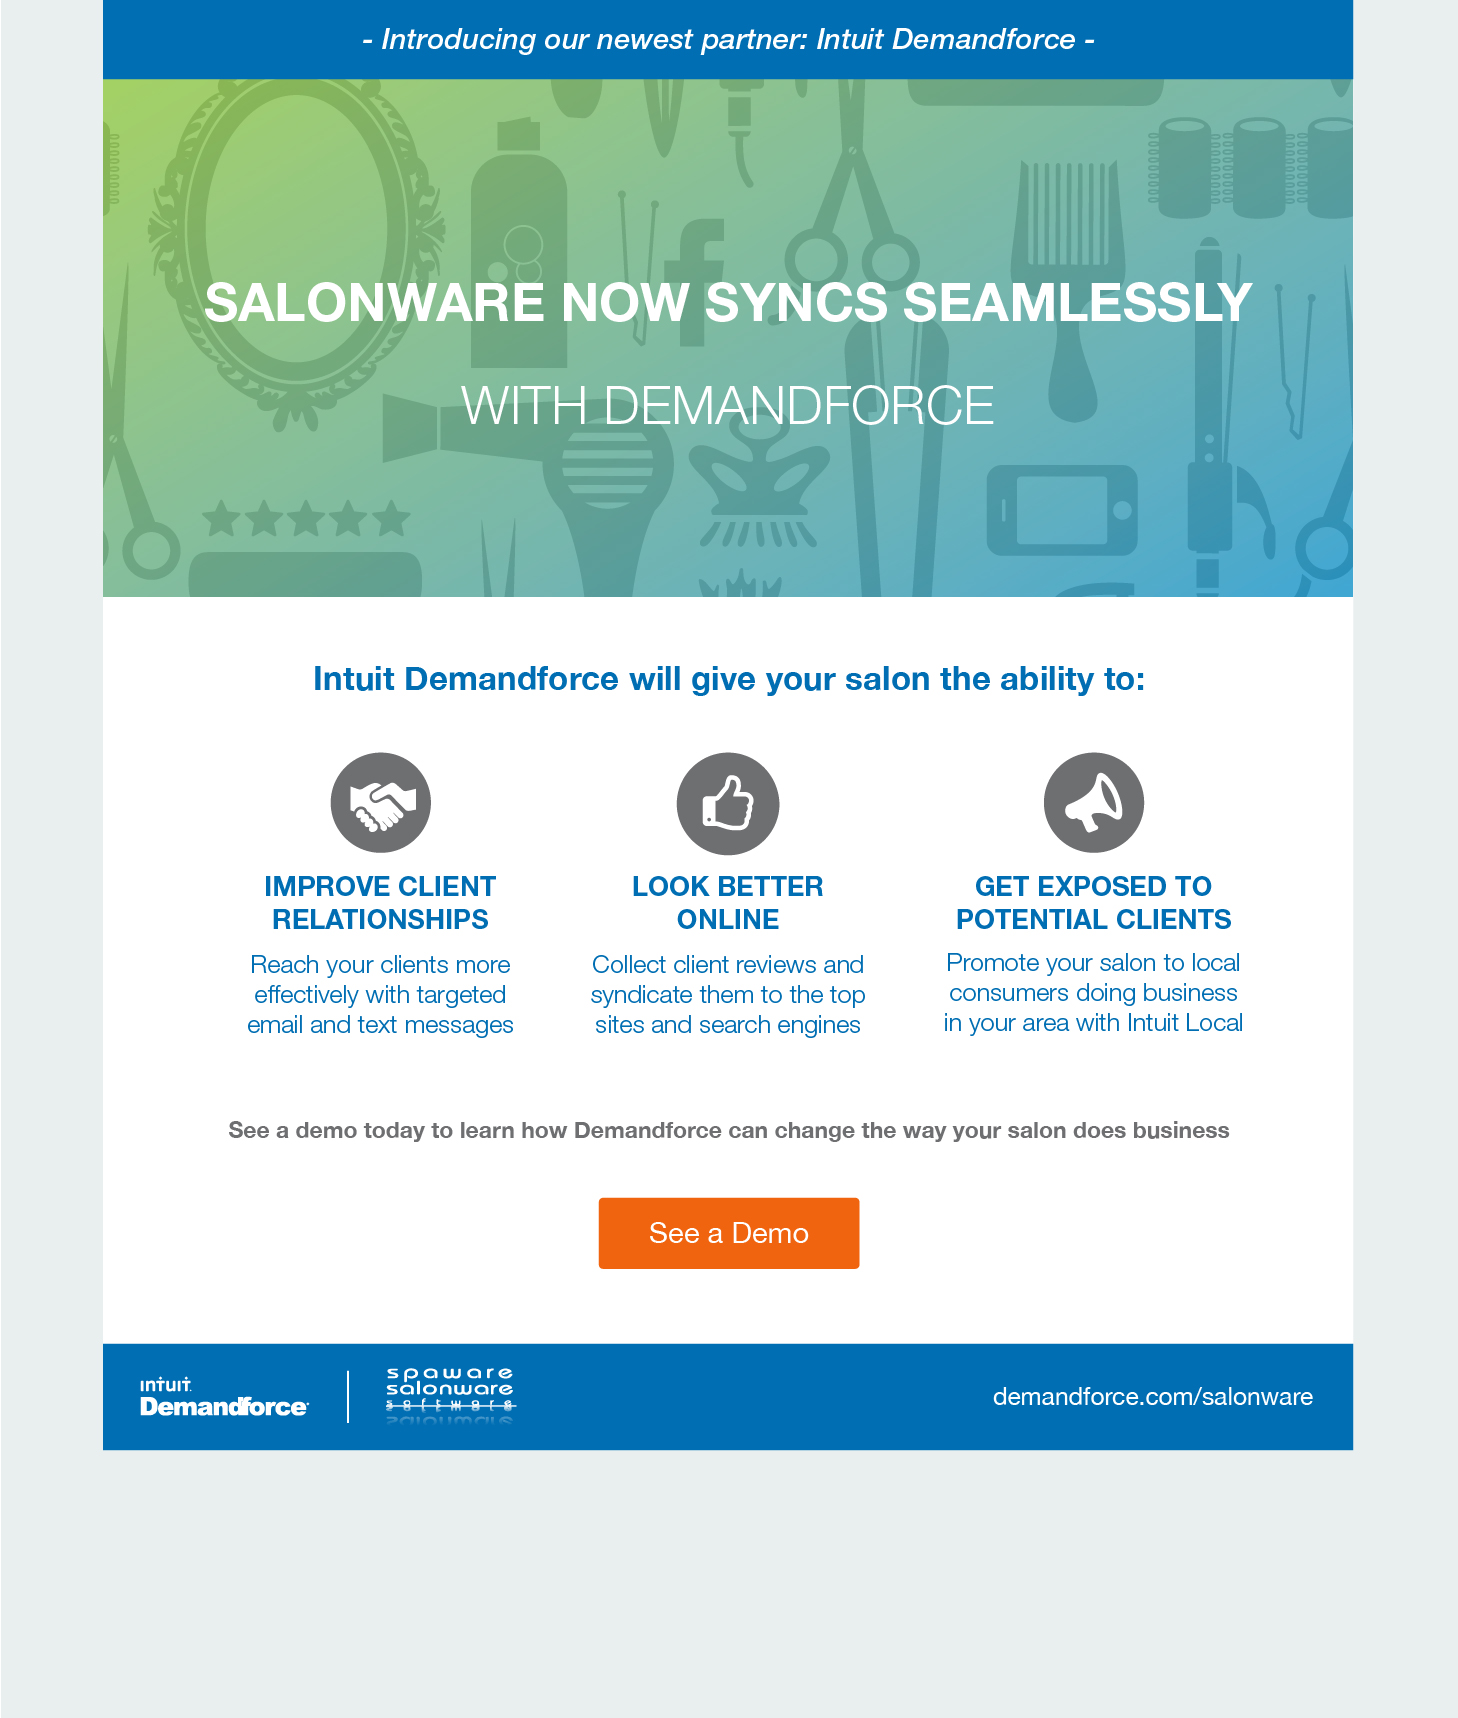 - Introducing our newest partner: Intuit Demandforce -
SALONWARE NOW SYNCS SEAMLESSLY
WITH DEMANDFORCE
Intuit Demandforce will give your salon the ability to:
IMPROVE CLIENT
RELATIONSHIPS
Reach your clients more
effectively with targeted
email and text messages
LOOK BETTER
ONLINE
Collect client reviews and
syndicate them to the top
sites and search engines
GET EXPOSED TO
POTENTIAL CLIENTS
Promote your salon to local
consumers doing business
in your area with Intuit Local
See a demo today to learn how Demandforce can change the way your salon does business
See a Demo
intuit.
Demandforce
spaware
salonware
software
demandforce.com/salonware